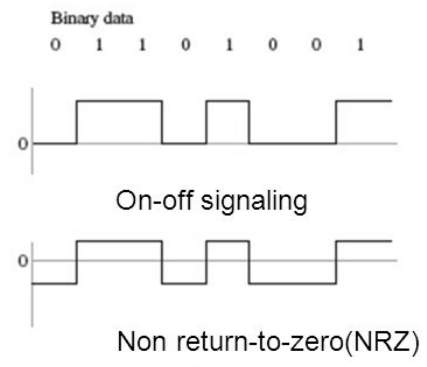 Binary data
0 1 1 0 1 0 0 1
0
On-off signaling
0
Non return-to-zero(NRZ)